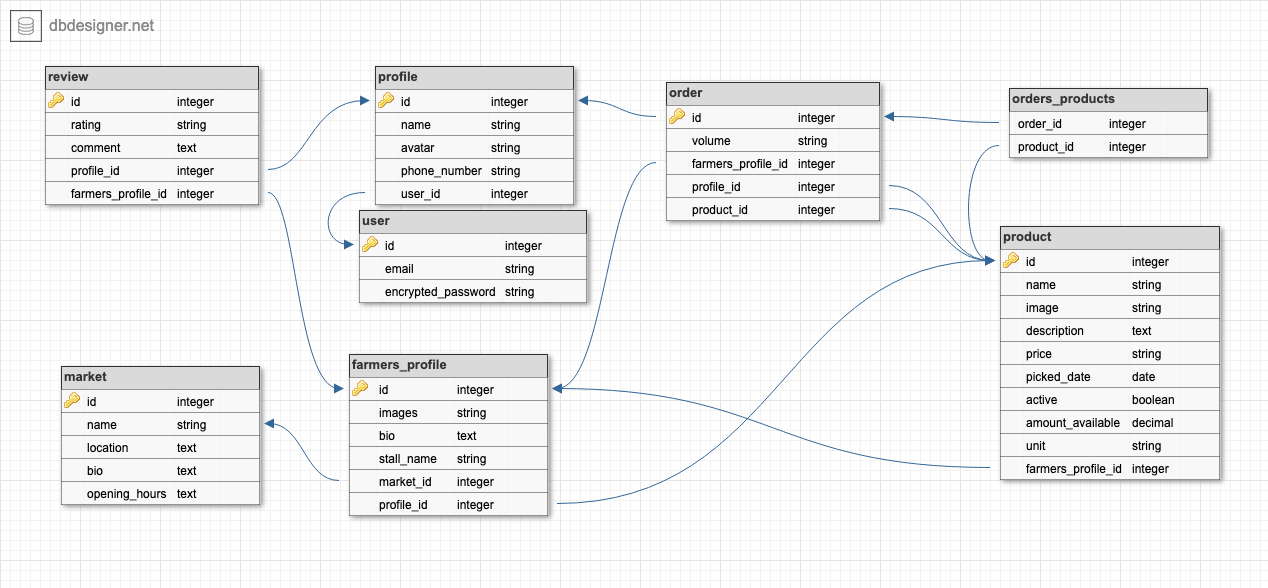 dbdesigner.net
review
id integer
rating string
comment text
profile_id integer
farmers_profile_id integer
profile
id integer
name string
avatar string
phone_number string
user_id integer
user
id integer
email string
encrypted_password string
order
id integer
volume string
farmers_profile_id integer
profile_id integer
product_id integer
orders_products
order_id integer
product_id integer
product
id integer
name string
image string
description text
price string
picked_date date
active boolean
amount_available decimal
unit string
farmers_profile_id integer
market
id integer
name string
location text
bio text
opening_hours text
farmers_profile
id integer
images string
bio text
stall_name string
market_id integer
profile_id integer